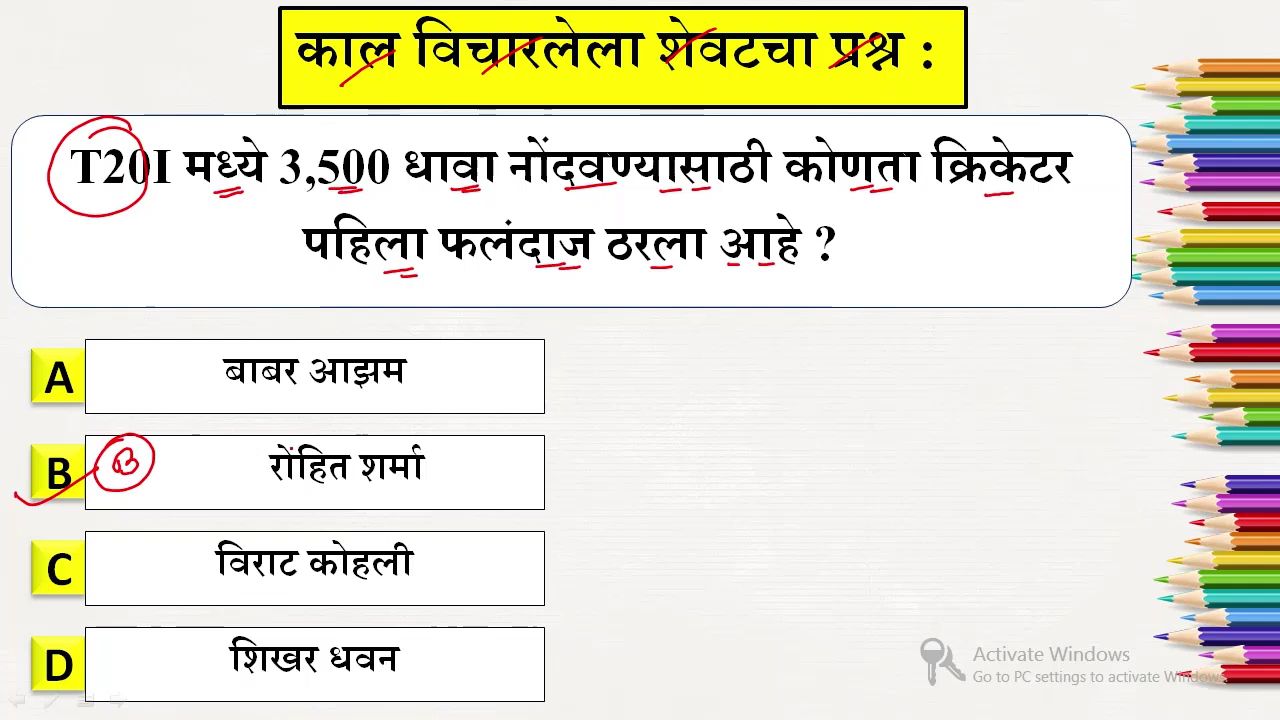 काल विचारलेला शेवटचा प्रश्न :
T20I मध्ये 3,500 धावा नोंदवण्यासाठी कोणता क्रिकेटर
पहिला फलंदाज ठरला आहे ?
A बाबर आझम
B B रोहित शर्मा
C विराट कोहली
D शिखर धवन
Activate Windows
Go to PC settings to activate Windows.